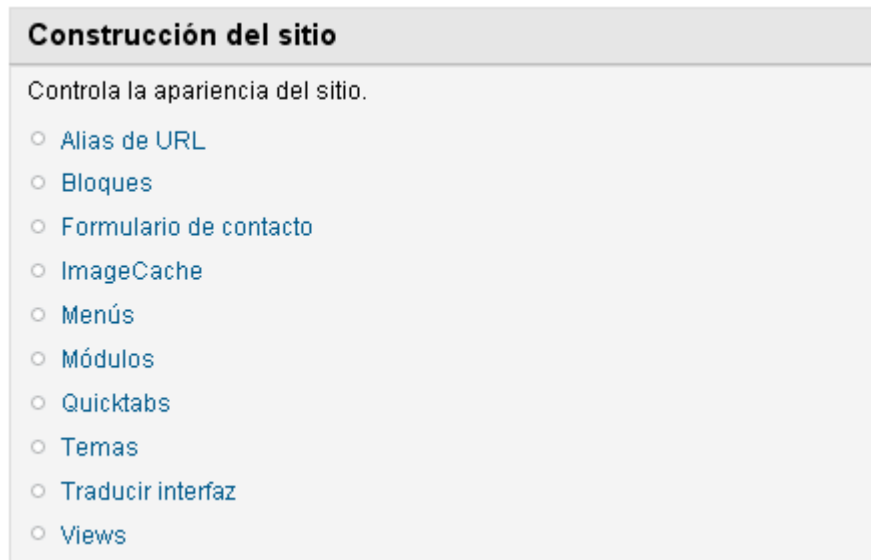 Construcción del sitio
Controla la apariencia del sitio.
Alias de URL
Bloques
Formulario de contacto
ImageCache
Menús
Módulos
Quicktabs
Temas
Traducir interfaz
Views